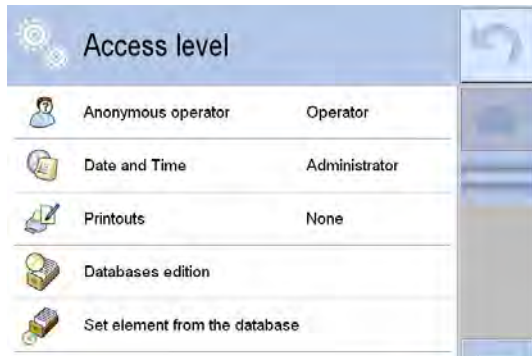 Access level
Anonymous operator Operator
Date and Time Administrator
Printouts None
Databases edition
Set element from the database